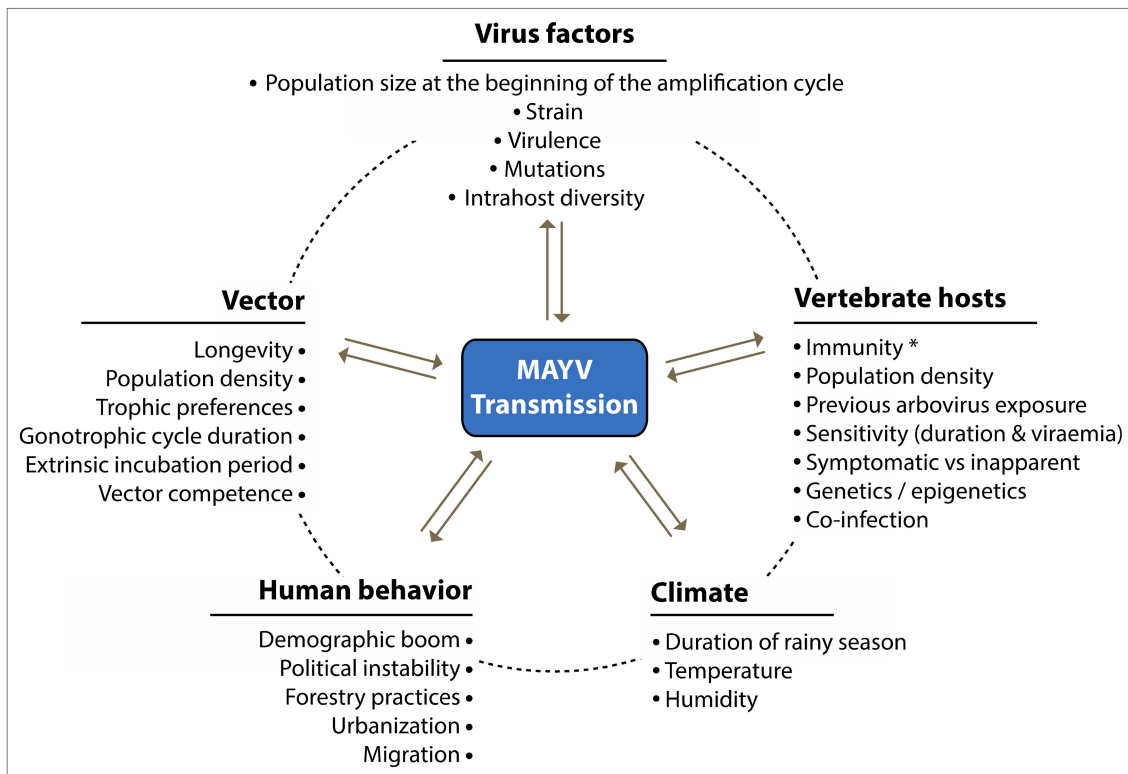 Virus factors
• Population size at the beginning of the amplification cycle
• Strain
• Virulence
• Mutations
• Intrahost diversity
Vector
Longevity •
Population density •
Trophic preferences •
Gonotrophic cycle duration •
Extrinsic incubation period •
Vector competence •
MAYV
Transmission
Vertebrate hosts
• Immunity *
• Population density
• Previous arbovirus exposure
• Sensitivity (duration & viraemia)
• Symptomatic vs inapparent
• Genetics / epigenetics
• Co-infection
Human behavior
Demographic boom •
Political instability •
Forestry practices •
Urbanization •
Migration •
Climate
• Duration of rainy season
• Temperature
• Humidity